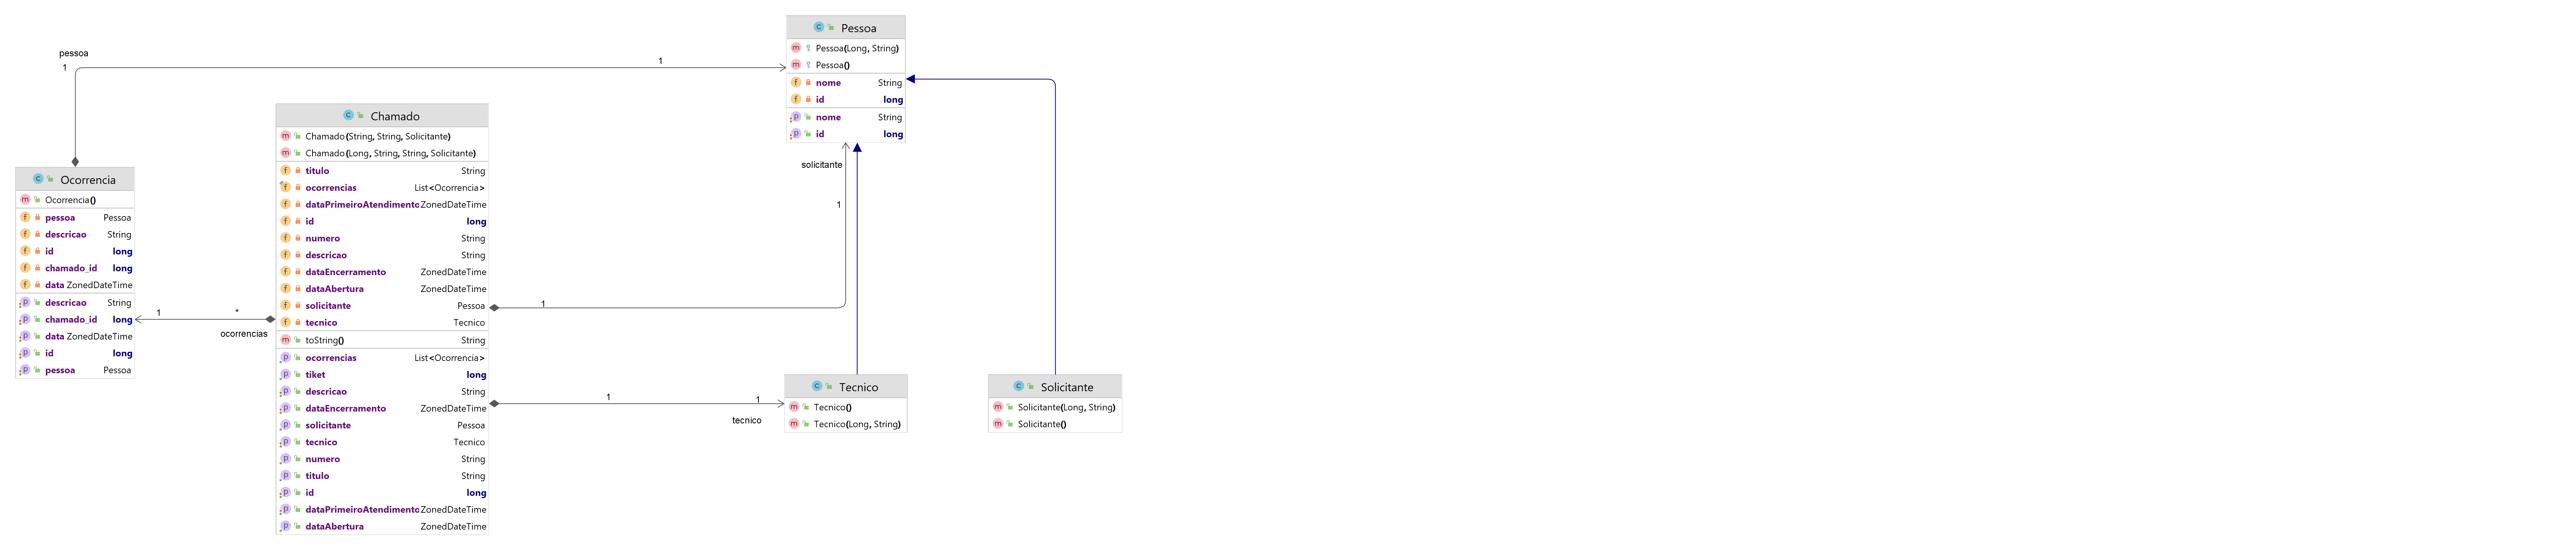 Pessoa
Pessoa(Long, String)
Pessoa()
nome String
id long
nome String
id long
pessoa
1
1
Chamado
Chamado(String, String, Solicitante)
Chamado(Long, String, String, Solicitante)
titulo String
ocorrencias List<Ocorrencia>
dataPrimeiroAtendimento ZonedDateTime
id long
numero String
descricao String
dataEncerramento ZonedDateTime
dataAbertura ZonedDateTime
solicitante Pessoa
tecnico Tecnico
toString() String
ocorrencias List<Ocorrencia>
tiket long
descricao String
dataEncerramento ZonedDateTime
solicitante Pessoa
tecnico Tecnico
numero String
titulo String
id long
dataPrimeiroAtendimento ZonedDateTime
dataAbertura ZonedDateTime
Ocorrencia
Ocorrencia()
pessoa Pessoa
descricao String
id long
chamado_id long
data ZonedDateTime
descricao String
chamado_id long
data ZonedDateTime
id long
pessoa Pessoa
1
*
ocorrencias
solicitante
1
1
1
1
tecnico
Tecnico
Tecnico()
Tecnico(Long, String)
Solicitante
Solicitante(Long, String)
Solicitante()